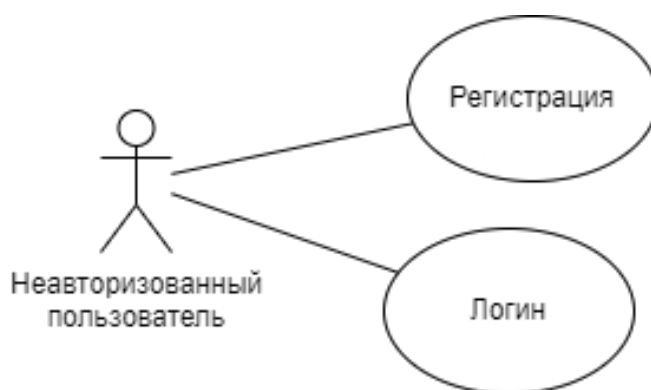 Регистрация
Неавторизованный
пользователь
Логин